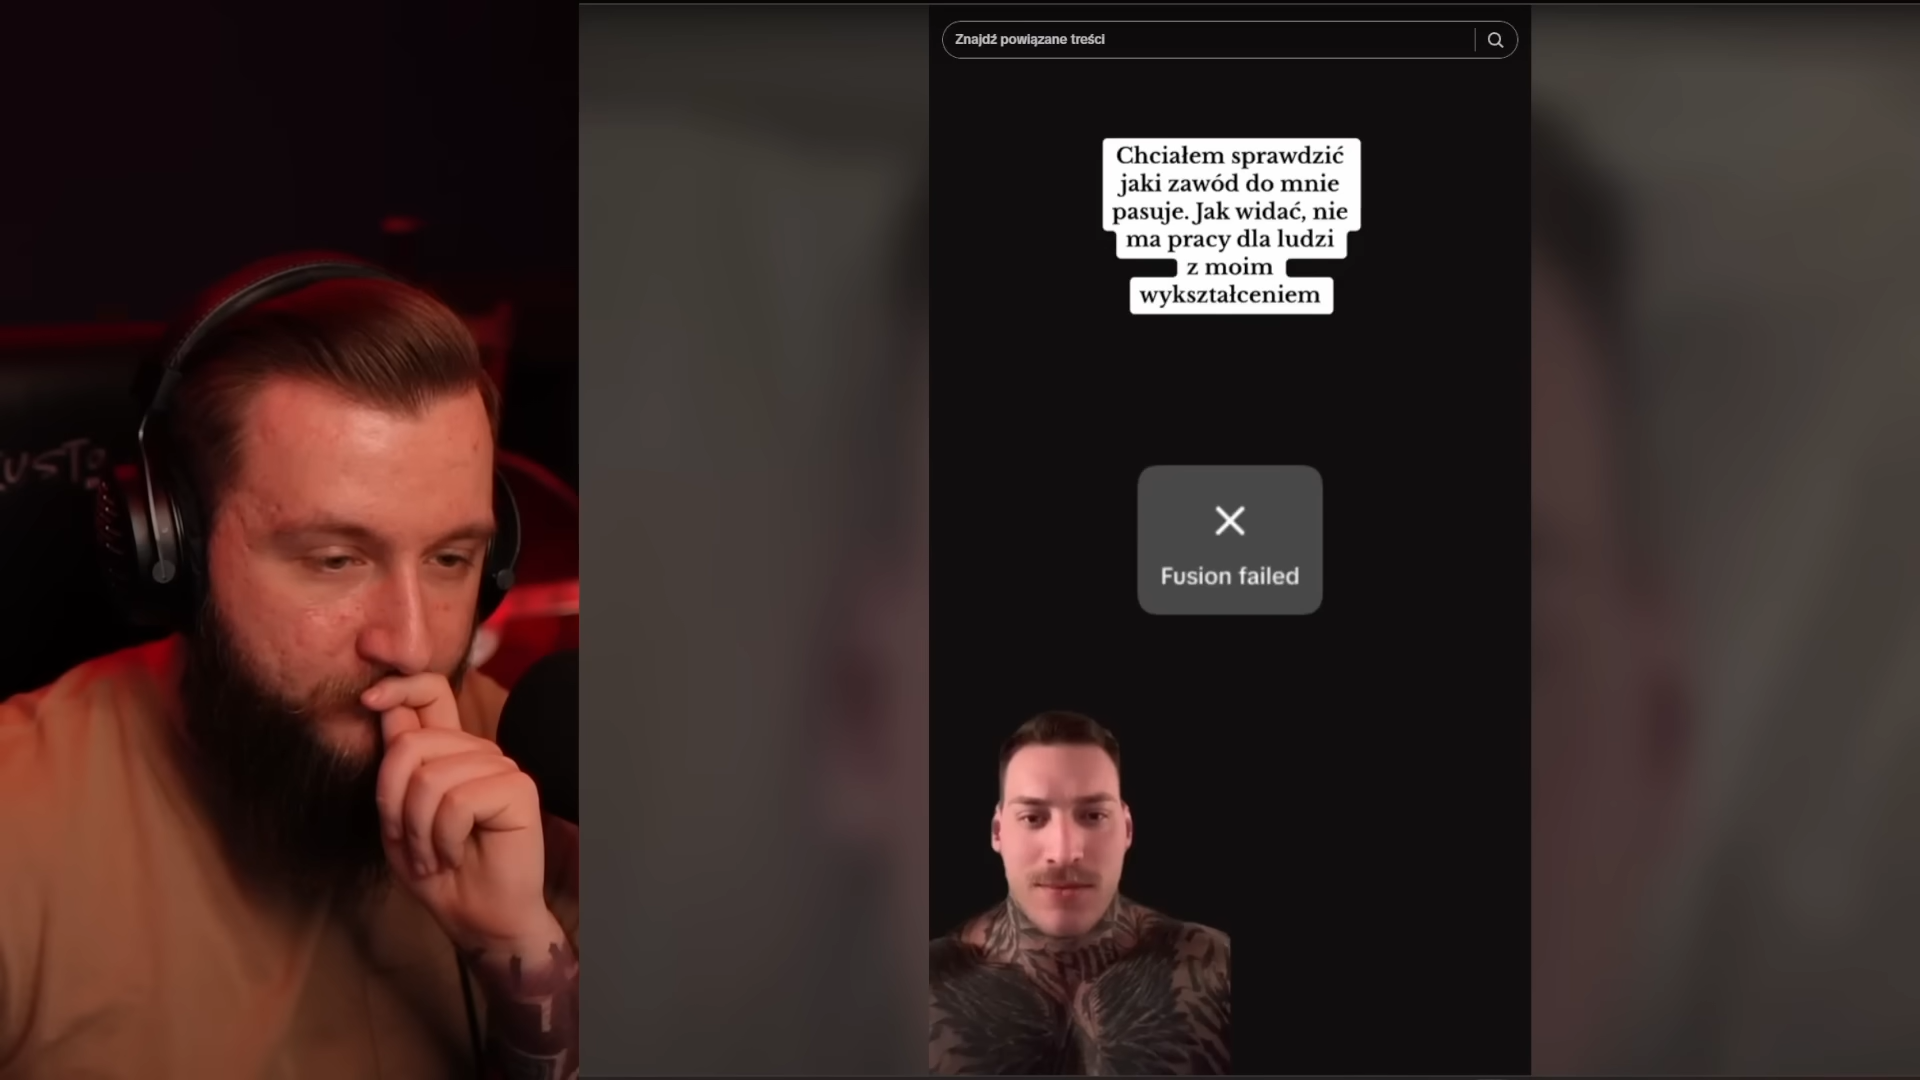 Znajdź powiązane treści
Chciałem sprawdzić
jaki zawód do mnie
pasuje. Jak widać, nie
ma pracy dla ludzi
z moim
wykształceniem
Fusion failed